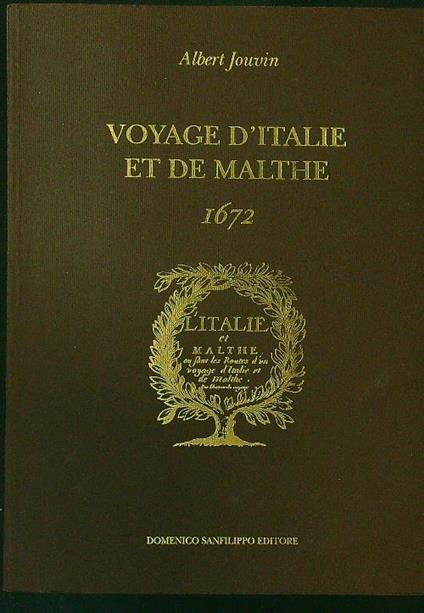 Albert Jouvin
VOYAGE D'ITALIE
ET DE MALTHE
1672
L'ITALIE
et
MALTHE
ou sont les Routes d'un
voyage d'Italie et
de Malthe.
DOMENICO SANFILIPPO EDITORE